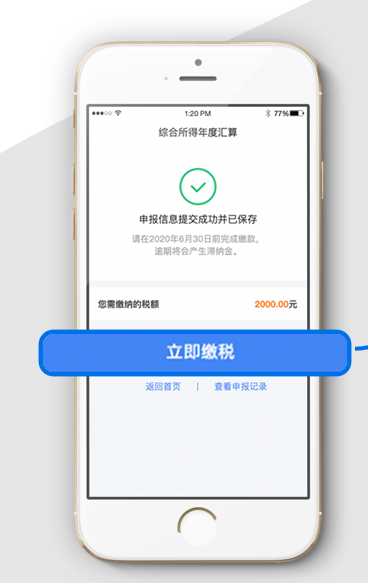 1:20 PM
77%
综合所得年度汇算
申报信息提交成功并已保存
请在2020年6月30日前完成缴款,
逾期将会产生滞纳金。
您需缴纳的税额 2000.00元
立即缴税
返回首页 | 查看申报记录